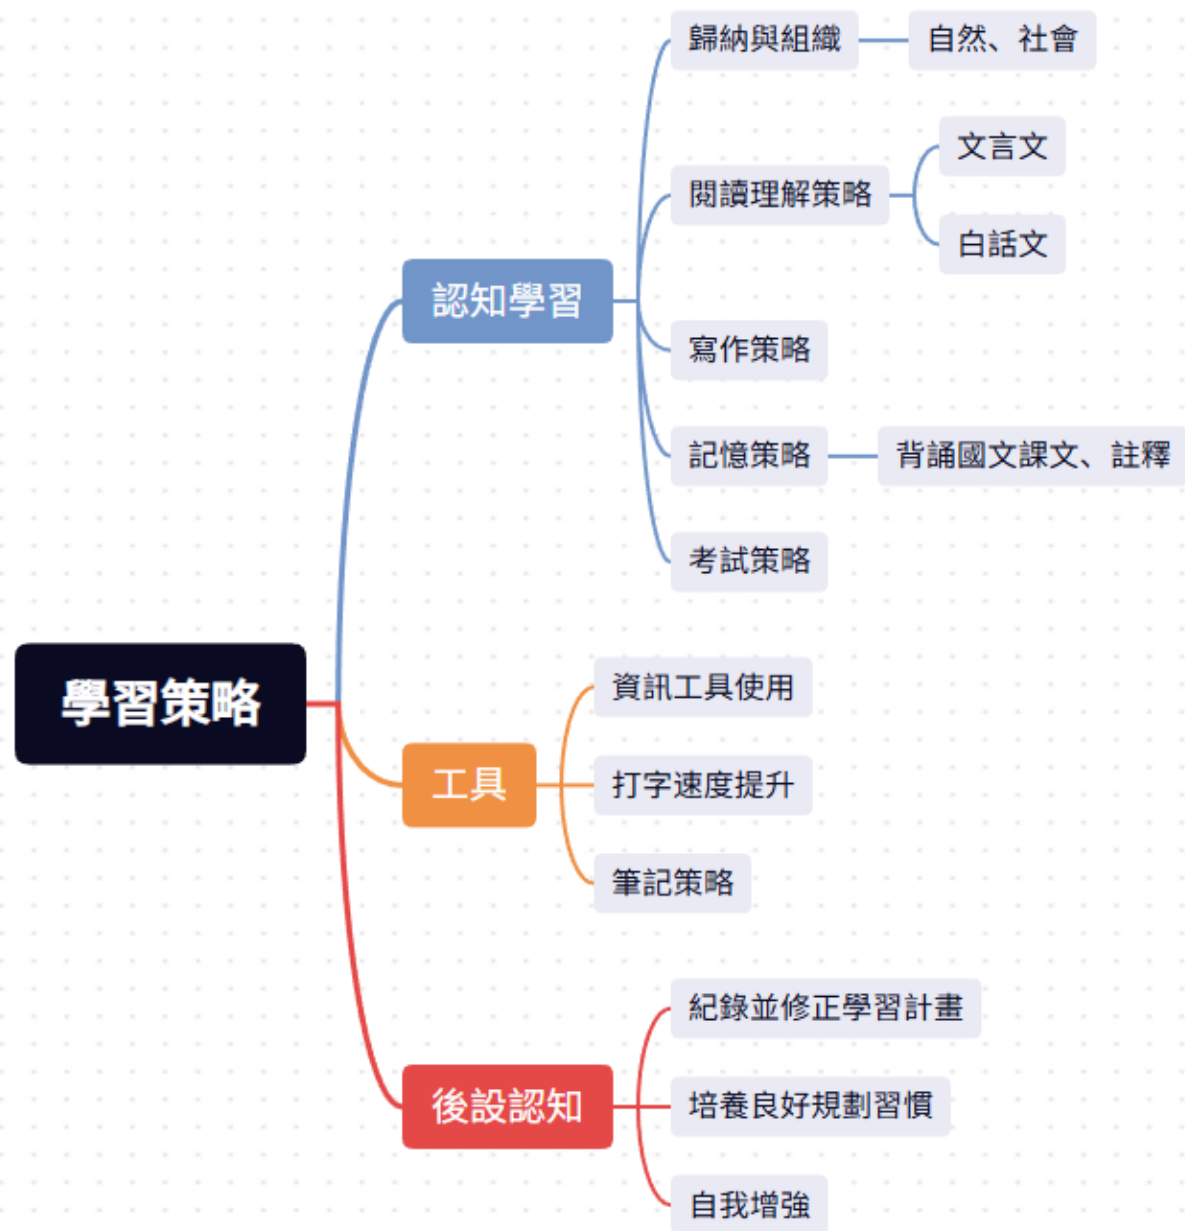 學習策略
認知學習
歸納與組織
自然、社會
閱讀理解策略
文言文
白話文
寫作策略
記憶策略
背誦國文課文、註釋
考試策略
工具
資訊工具使用
打字速度提升
筆記策略
後設認知
紀錄並修正學習計畫
培養良好規劃習慣
自我增強